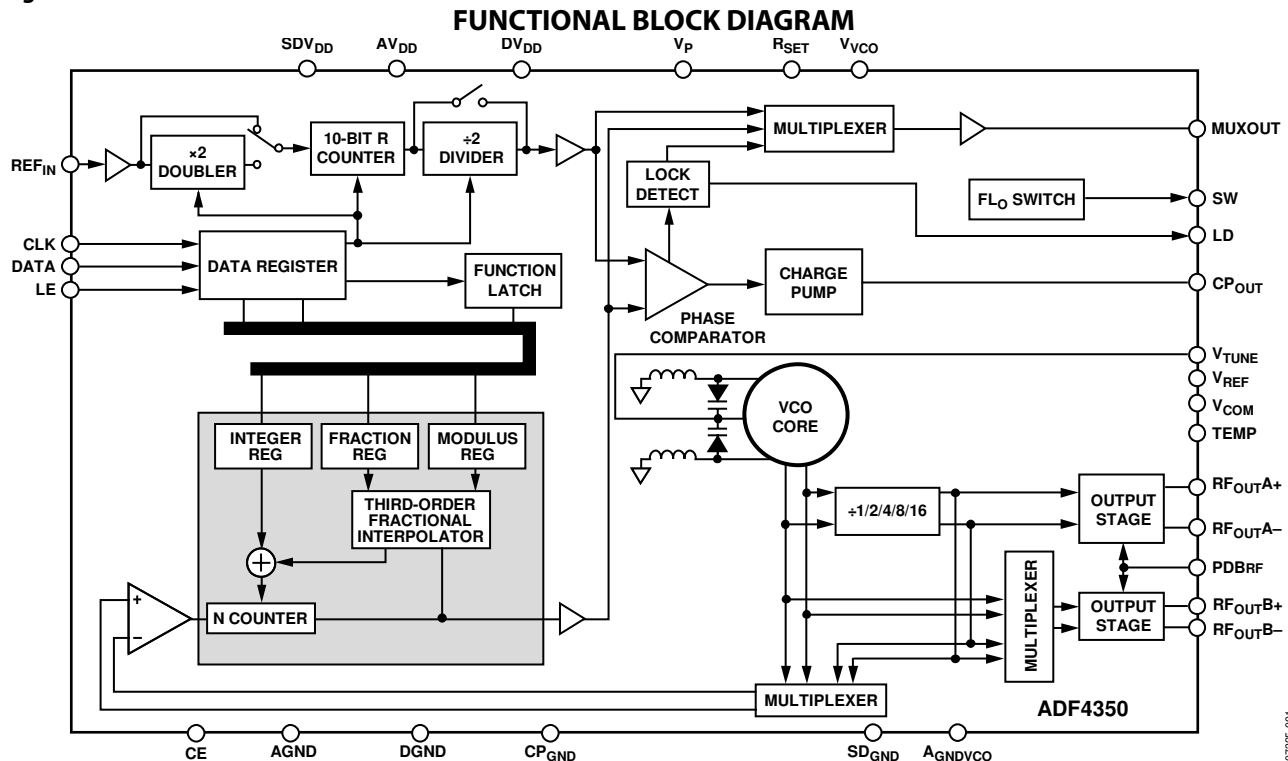 FUNCTIONAL BLOCK DIAGRAM
SDVDD
AVDD
DVDD
VP
RSET
VVCO
REFIN
×2
DOUBLER
10-BIT R
COUNTER
÷2
DIVIDER
MULTIPLEXER
MUXOUT
LOCK
DETECT
FLO SWITCH
SW
LD
CLK
DATA
LE
DATA REGISTER
FUNCTION
LATCH
CHARGE
PUMP
CPOUT
PHASE
COMPARATOR
VTUNE
VREF
VCOM
TEMP
VCO
CORE
INTEGER
REG
FRACTION
REG
MODULUS
REG
THIRD-ORDER
FRACTIONAL
INTERPOLATOR
+
−
N COUNTER
÷1/2/4/8/16
OUTPUT
STAGE
RFOUTA+
RFOUTA−
PDBRF
MULTIPLEXER
OUTPUT
STAGE
RFOUTB+
RFOUTB−
MULTIPLEXER
ADF4350
CE
AGND
DGND
CPGND
SDGND
AGNDVCO